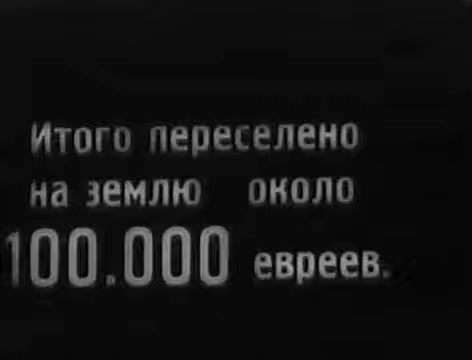 Итого переселено
на землю около
100.000 евреев.